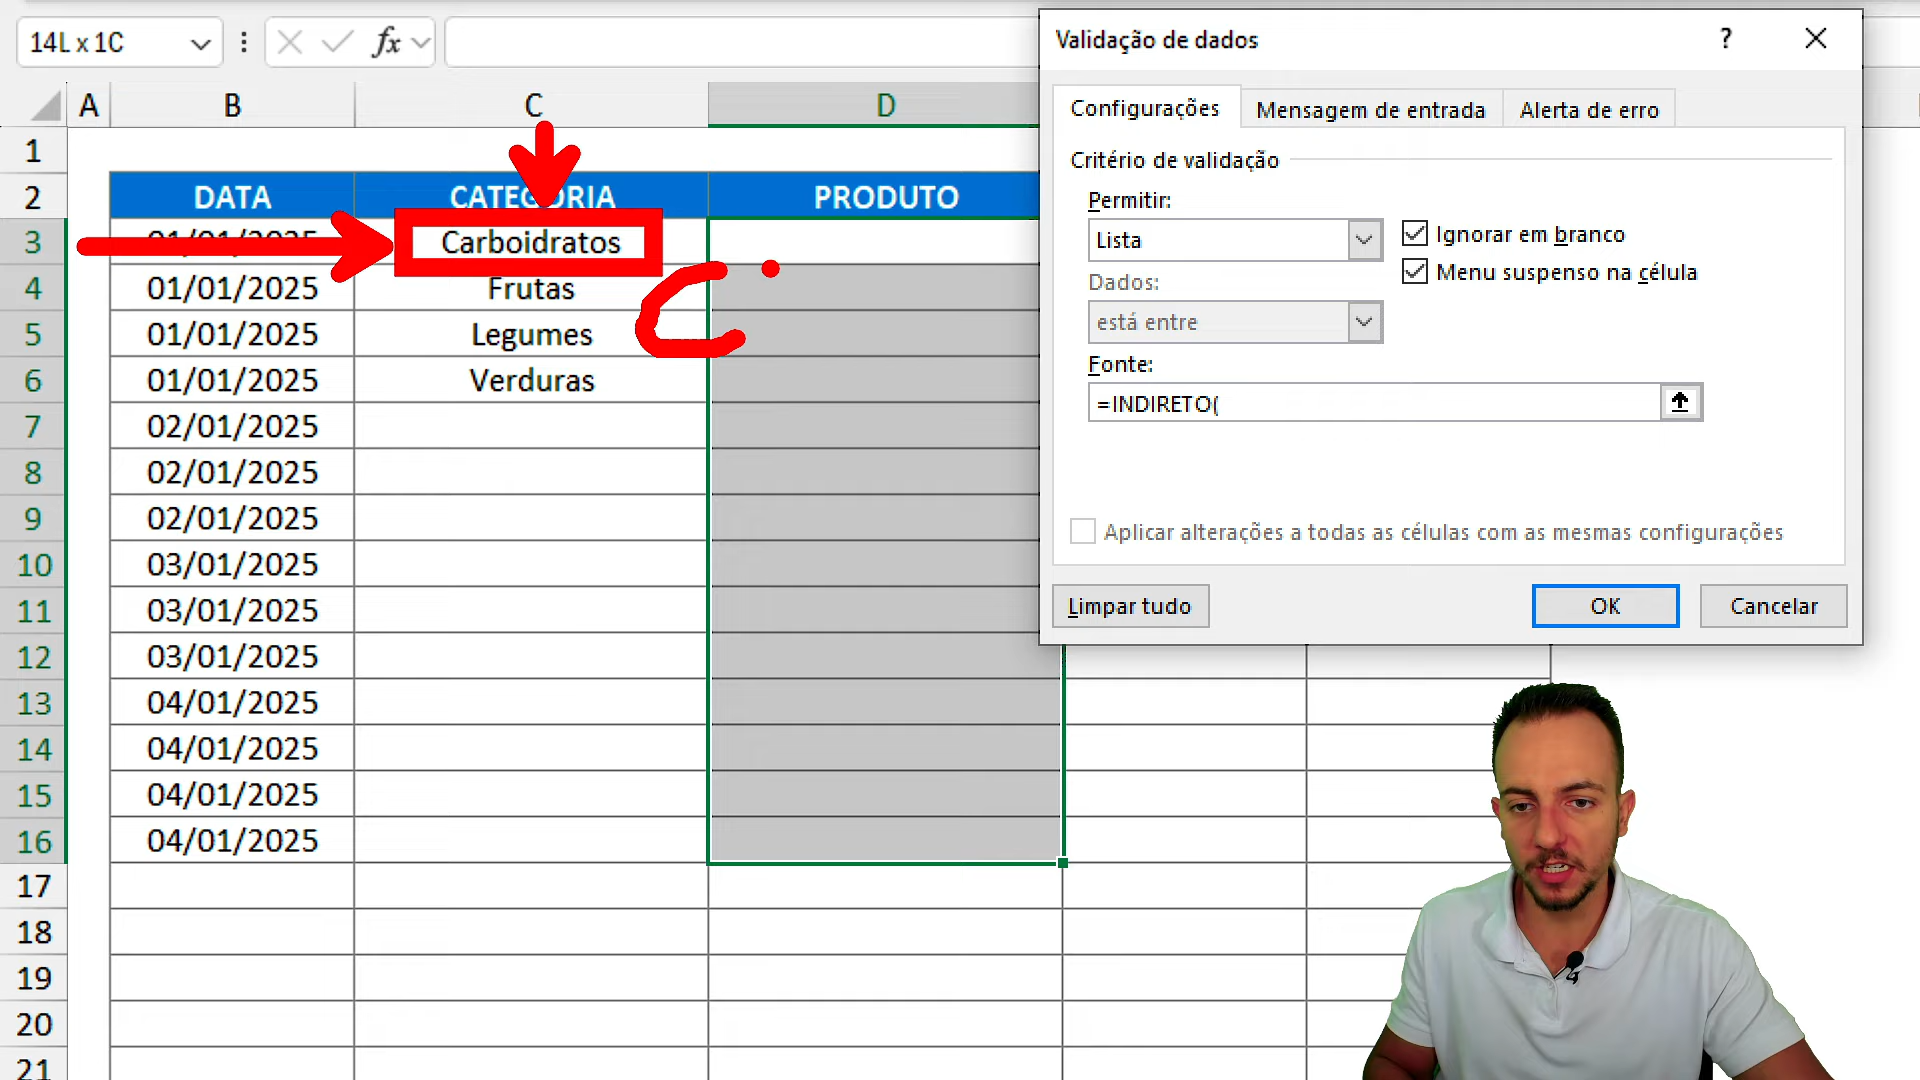 14L x 1C
fx
Validação de dados
?
A B C D
Configurações
Mensagem de entrada
Alerta de erro
Critério de validação
Permitir:
Lista
Ignorar em branco
Menu suspenso na célula
Dados:
está entre
Fonte:
=INDIRETO(
Aplicar alterações a todas as células com as mesmas configurações
Limpar tudo
OK
Cancelar
1
2 DATA CATEGORIA PRODUTO
3 01/01/2025 Carboidratos
4 01/01/2025 Frutas
5 01/01/2025 Legumes
6 01/01/2025 Verduras
7 02/01/2025
8 02/01/2025
9 02/01/2025
10 03/01/2025
11 03/01/2025
12 03/01/2025
13 04/01/2025
14 04/01/2025
15 04/01/2025
16 04/01/2025
17
18
19
20
21